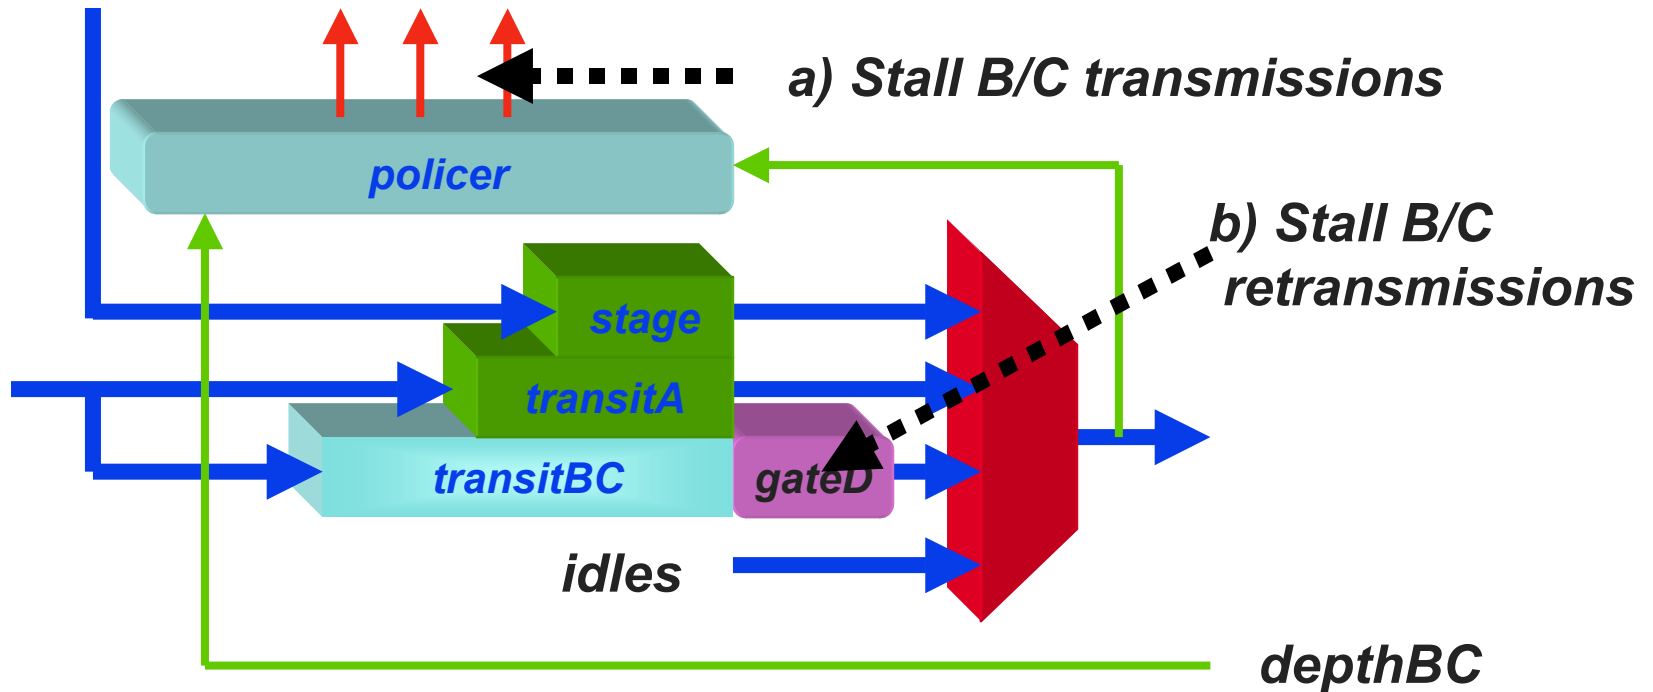 a) Stall B/C transmissions
policer
b) Stall B/C
retransmissions
stage
transitA
transitBC
gateD
idles
depthBC